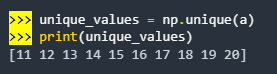 >>> unique_values = np.unique(a)
>>> print(unique_values)
[11 12 13 14 15 16 17 18 19 20]